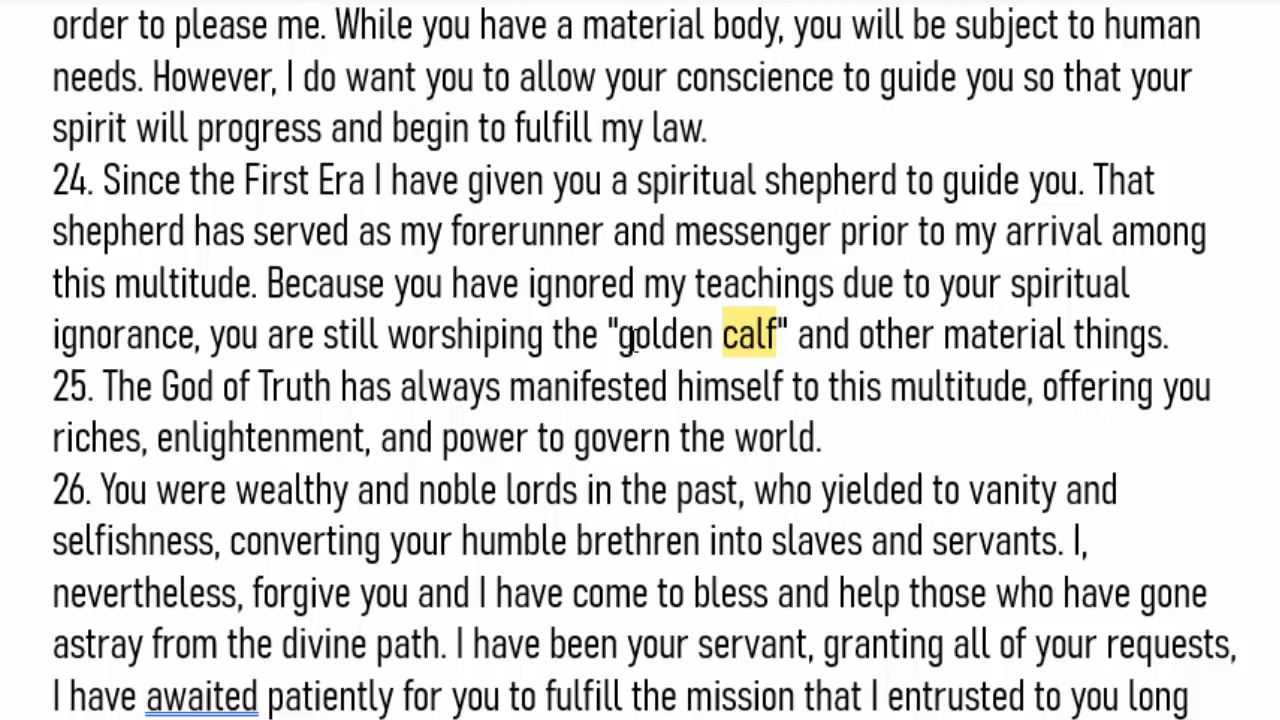 order to please me. While you have a material body, you will be subject to human
needs. However, I do want you to allow your conscience to guide you so that your
spirit will progress and begin to fulfill my law.
24. Since the First Era I have given you a spiritual shepherd to guide you. That
shepherd has served as my forerunner and messenger prior to my arrival among
this multitude. Because you have ignored my teachings due to your spiritual
ignorance, you are still worshiping the "golden calf" and other material things.
25. The God of Truth has always manifested himself to this multitude, offering you
riches, enlightenment, and power to govern the world.
26. You were wealthy and noble lords in the past, who yielded to vanity and
selfishness, converting your humble brethren into slaves and servants. I,
nevertheless, forgive you and I have come to bless and help those who have gone
astray from the divine path. I have been your servant, granting all of your requests,
I have awaited patiently for you to fulfill the mission that I entrusted to you long